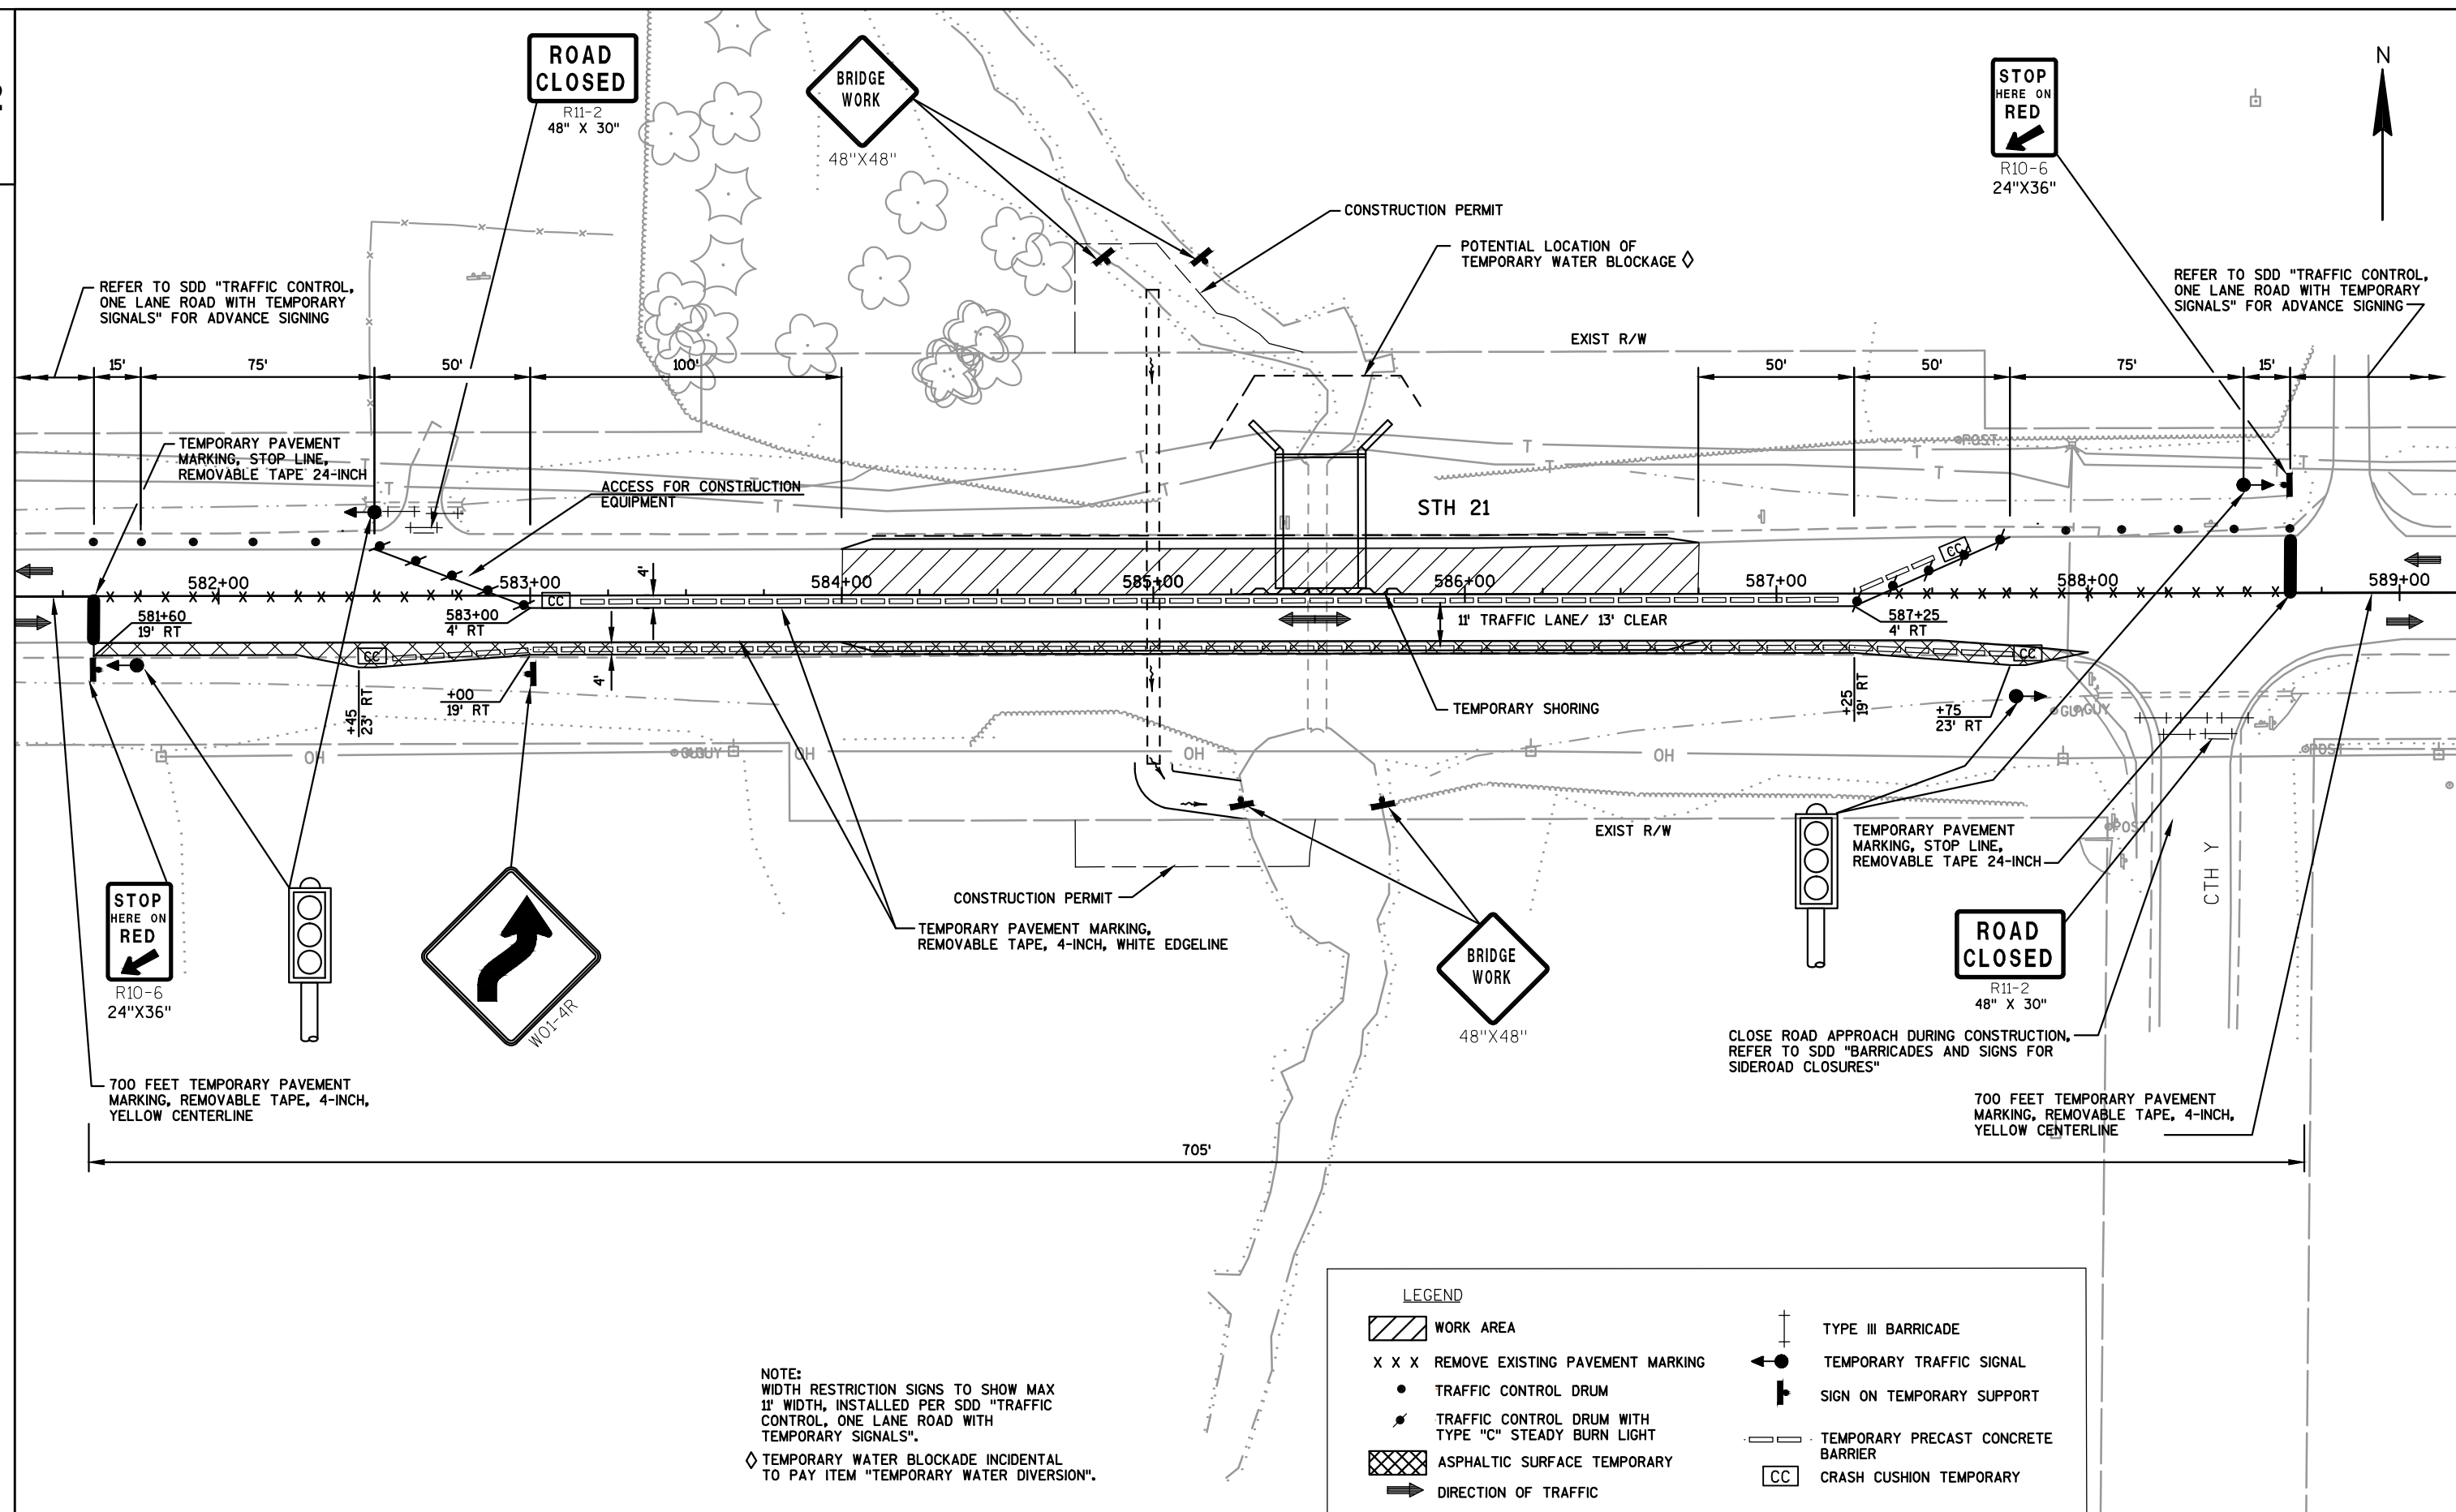 ROAD
CLOSED
R11-2
48" X 30"
BRIDGE
WORK
48"X48"
STOP
HERE ON
RED
R10-6
24"X36"
N
CONSTRUCTION PERMIT
POTENTIAL LOCATION OF
TEMPORARY WATER BLOCKAGE ◊
REFER TO SDD "TRAFFIC CONTROL,
ONE LANE ROAD WITH TEMPORARY
SIGNALS" FOR ADVANCE SIGNING
REFER TO SDD "TRAFFIC CONTROL,
ONE LANE ROAD WITH TEMPORARY
SIGNALS" FOR ADVANCE SIGNING
EXIST R/W
15'
75'
50'
100'
50'
50'
75'
15'
TEMPORARY PAVEMENT
MARKING, STOP LINE,
REMOVABLE TAPE 24-INCH
ACCESS FOR CONSTRUCTION
EQUIPMENT
STH 21
T
T
T
T
T
T
T
T
T
T
POST
H
CC
4'
582+00
583+00
584+00
585+00
586+00
587+00
588+00
589+00
CC
581+60
19' RT
583+00
4' RT
11' TRAFFIC LANE/ 13' CLEAR
587+25
4' RT
CC
CC
+45
23' RT
+00
19' RT
4'
TEMPORARY SHORING
+25
19' RT
+75
23' RT
GUY
GUY
OH
GUY
OH
OH
OH
POST
EXIST R/W
POST
TEMPORARY PAVEMENT
MARKING, STOP LINE,
REMOVABLE TAPE 24-INCH
CTH Y
STOP
HERE ON
RED
R10-6
24"X36"
W01-4R
CONSTRUCTION PERMIT
TEMPORARY PAVEMENT MARKING,
REMOVABLE TAPE, 4-INCH, WHITE EDGELINE
BRIDGE
WORK
48"X48"
ROAD
CLOSED
R11-2
48" X 30"
CLOSE ROAD APPROACH DURING CONSTRUCTION,
REFER TO SDD "BARRICADES AND SIGNS FOR
SIDEROAD CLOSURES"
700 FEET TEMPORARY PAVEMENT
MARKING, REMOVABLE TAPE, 4-INCH,
YELLOW CENTERLINE
700 FEET TEMPORARY PAVEMENT
MARKING, REMOVABLE TAPE, 4-INCH,
YELLOW CENTERLINE
705'
NOTE:
WIDTH RESTRICTION SIGNS TO SHOW MAX
11' WIDTH, INSTALLED PER SDD "TRAFFIC
CONTROL, ONE LANE ROAD WITH
TEMPORARY SIGNALS".
◊ TEMPORARY WATER BLOCKADE INCIDENTAL
TO PAY ITEM "TEMPORARY WATER DIVERSION".
LEGEND
WORK AREA
X X X REMOVE EXISTING PAVEMENT MARKING
TRAFFIC CONTROL DRUM
TRAFFIC CONTROL DRUM WITH
TYPE "C" STEADY BURN LIGHT
ASPHALTIC SURFACE TEMPORARY
DIRECTION OF TRAFFIC
TYPE III BARRICADE
TEMPORARY TRAFFIC SIGNAL
SIGN ON TEMPORARY SUPPORT
TEMPORARY PRECAST CONCRETE
BARRIER
CC CRASH CUSHION TEMPORARY